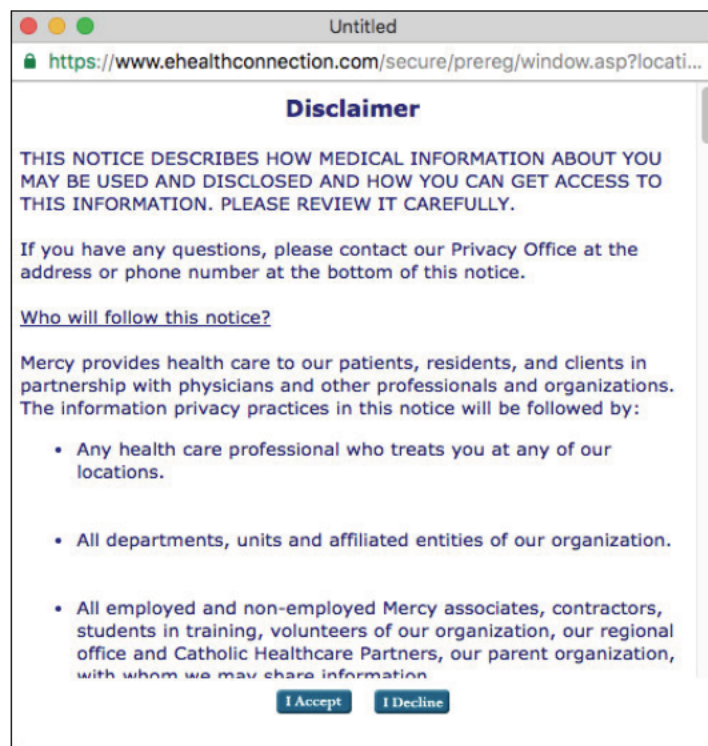 Untitled
https://www.ehealthconnection.com/secure/prereg/window.asp?locati...
Disclaimer
THIS NOTICE DESCRIBES HOW MEDICAL INFORMATION ABOUT YOU
MAY BE USED AND DISCLOSED AND HOW YOU CAN GET ACCESS TO
THIS INFORMATION. PLEASE REVIEW IT CAREFULLY.
If you have any questions, please contact our Privacy Office at the
address or phone number at the bottom of this notice.
Who will follow this notice?
Mercy provides health care to our patients, residents, and clients in
partnership with physicians and other professionals and organizations.
The information privacy practices in this notice will be followed by:
• Any health care professional who treats you at any of our
locations.
• All departments, units and affiliated entities of our organization.
• All employed and non-employed Mercy associates, contractors,
students in training, volunteers of our organization, our regional
office and Catholic Healthcare Partners, our parent organization,
with whom we may share information
I Accept I Decline